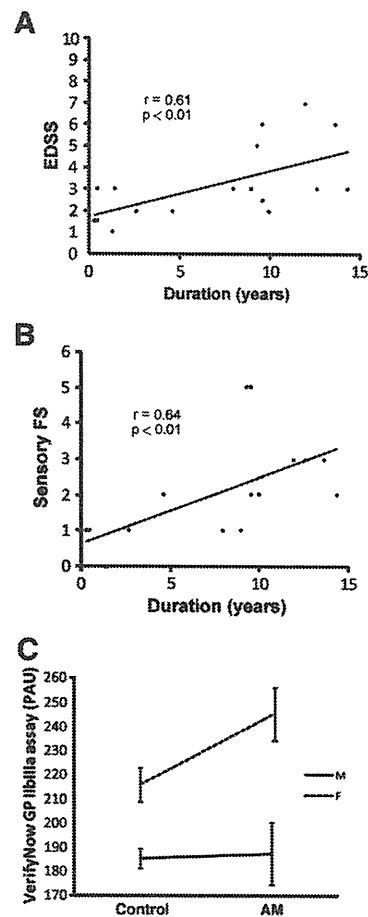 A
EDSS
10
9
8
7
6
5
4
3
2
1
0
r = 0.61
p < 0.01
0
5
10
15
Duration (years)
B
Sensory FS
6
5
4
3
2
1
0
r = 0.64
p < 0.01
0
5
10
15
Duration (years)
C
VerifyNow GP IIbIIIa assay (PAU)
260
250
240
230
220
210
200
190
180
170
M
F
Control
AM